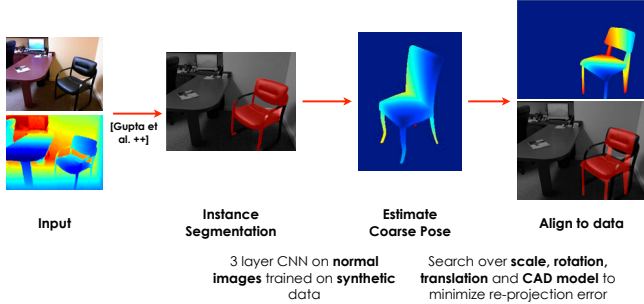 [Gupta et
al. ++]
Input
Instance
Segmentation
Estimate
Coarse Pose
Align to data
3 layer CNN on normal
images trained on synthetic
data
Search over scale, rotation,
translation and CAD model to
minimize re-projection error